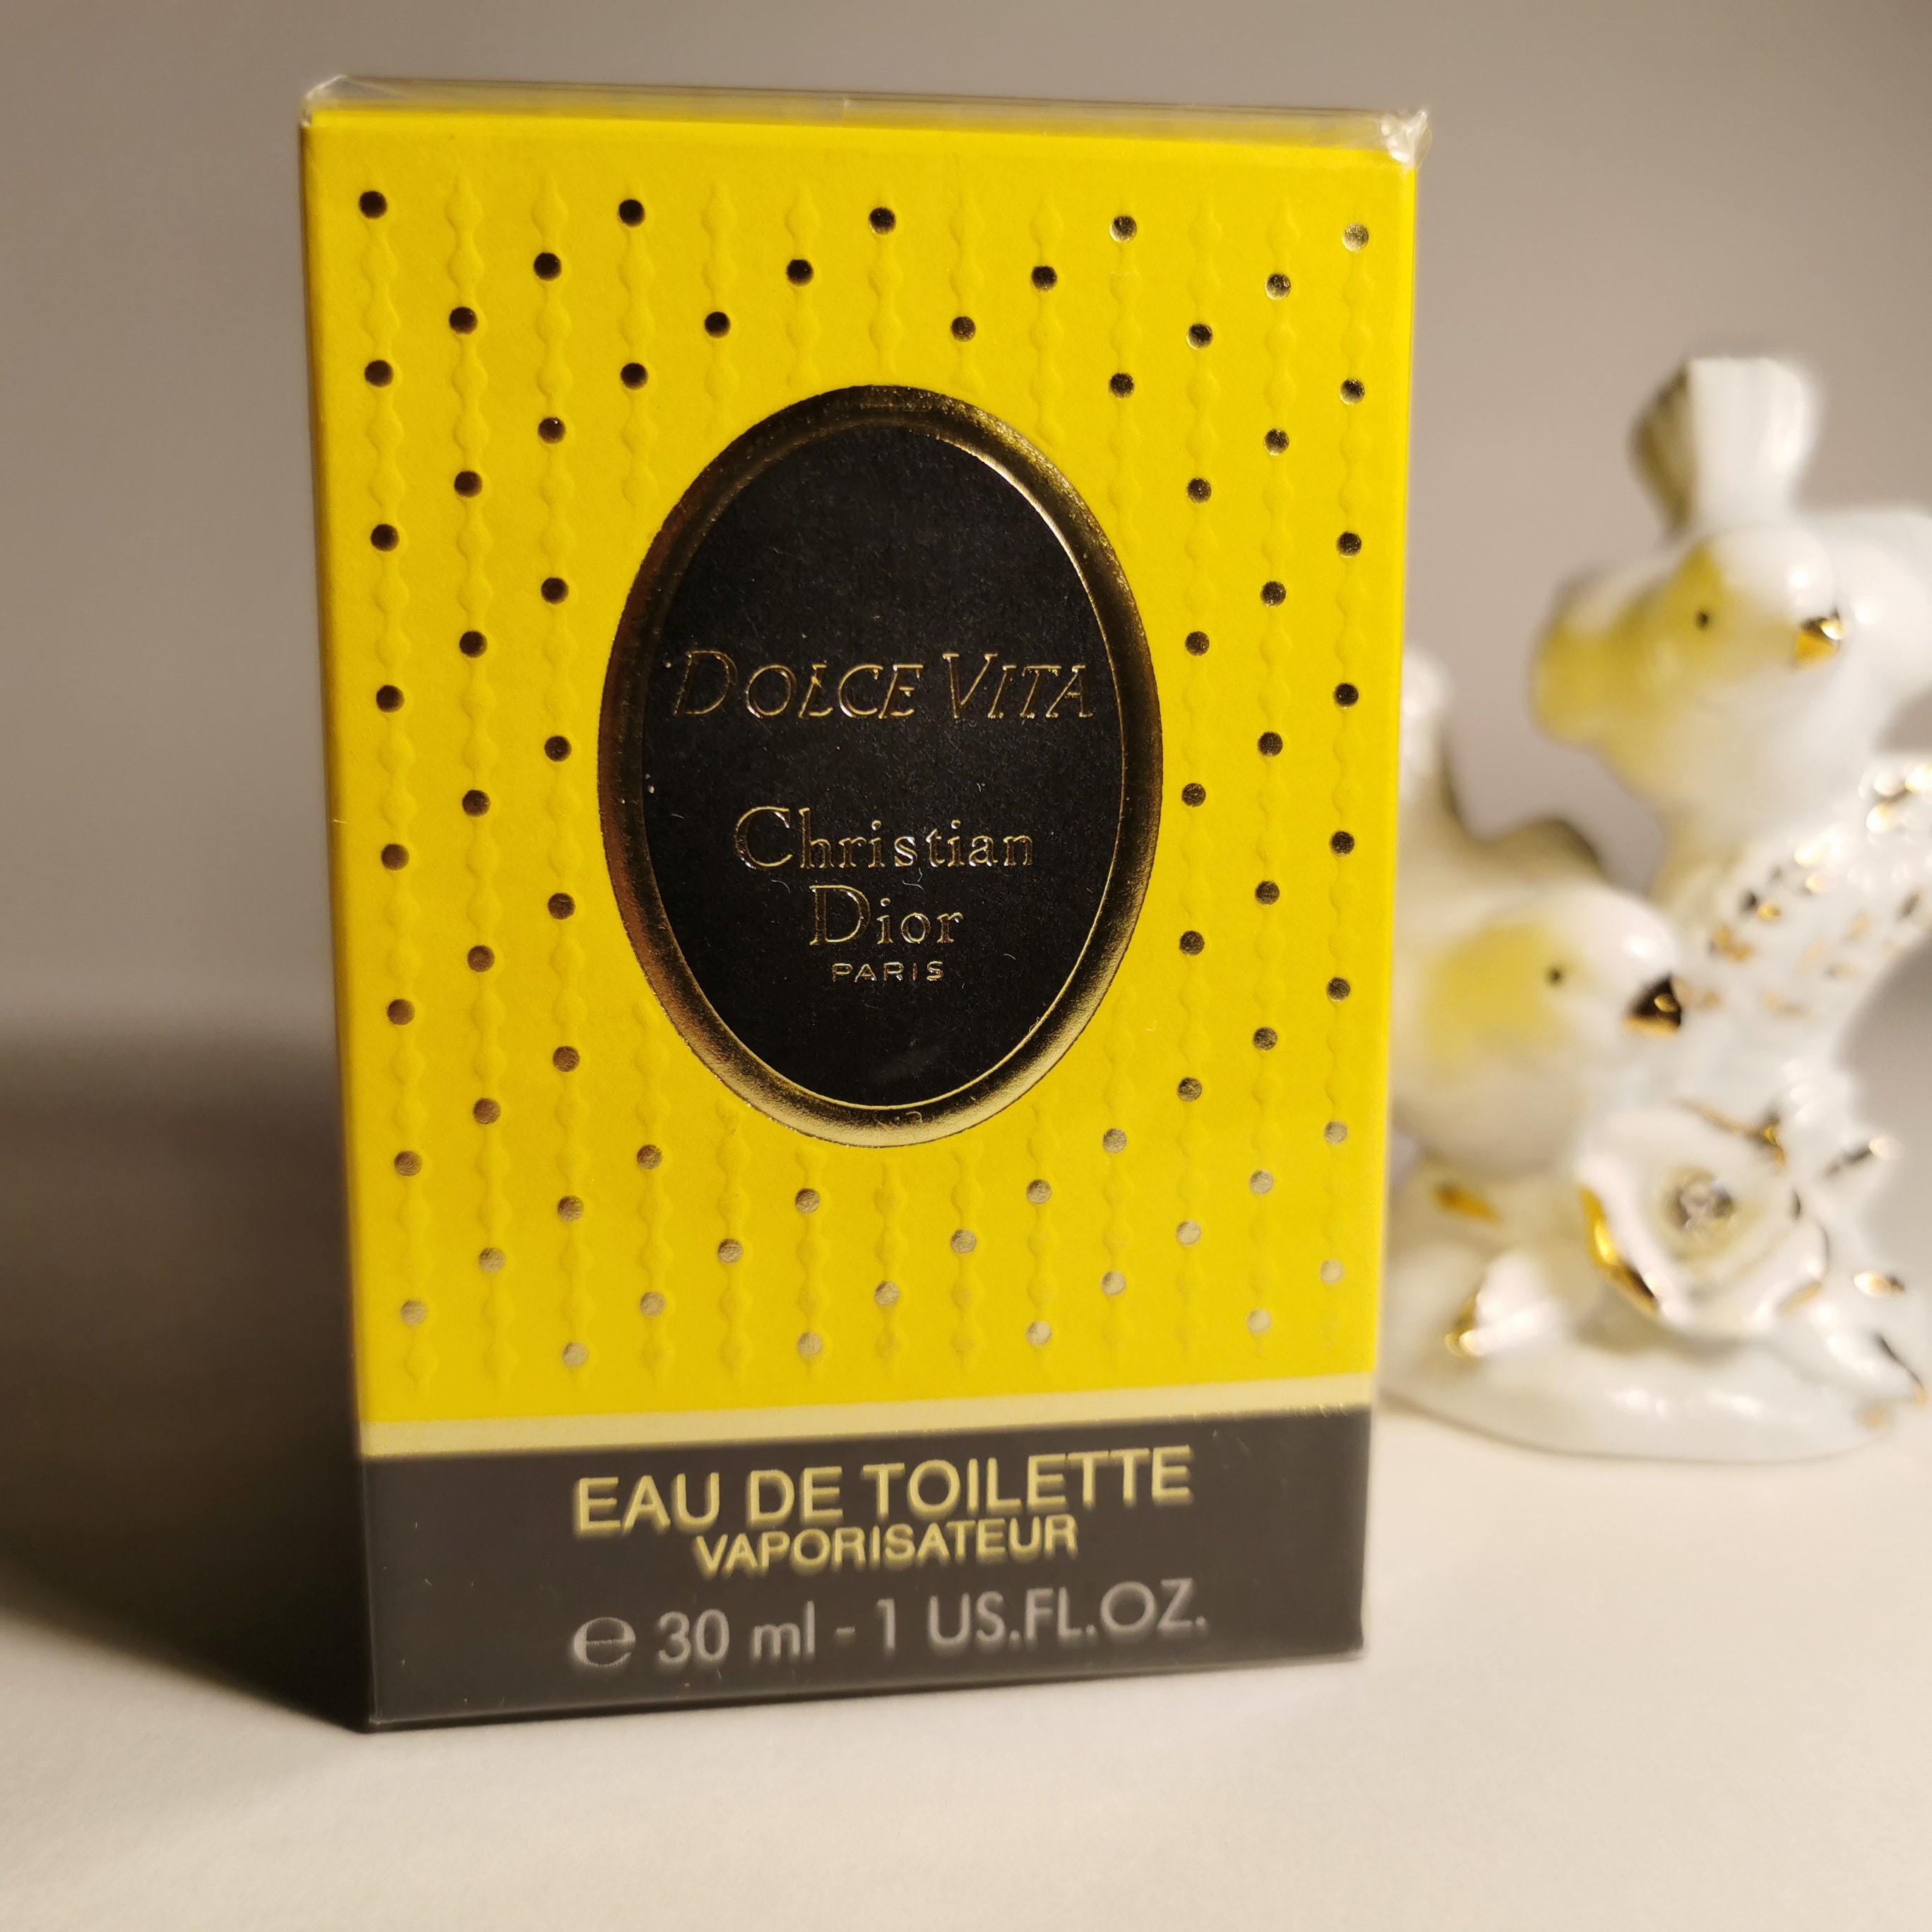 DOLCE VITA
Christian
Dior
PARIS
EAU DE TOILETTE
VAPORISATEUR
℮ 30 ml - 1 US.FL.OZ.